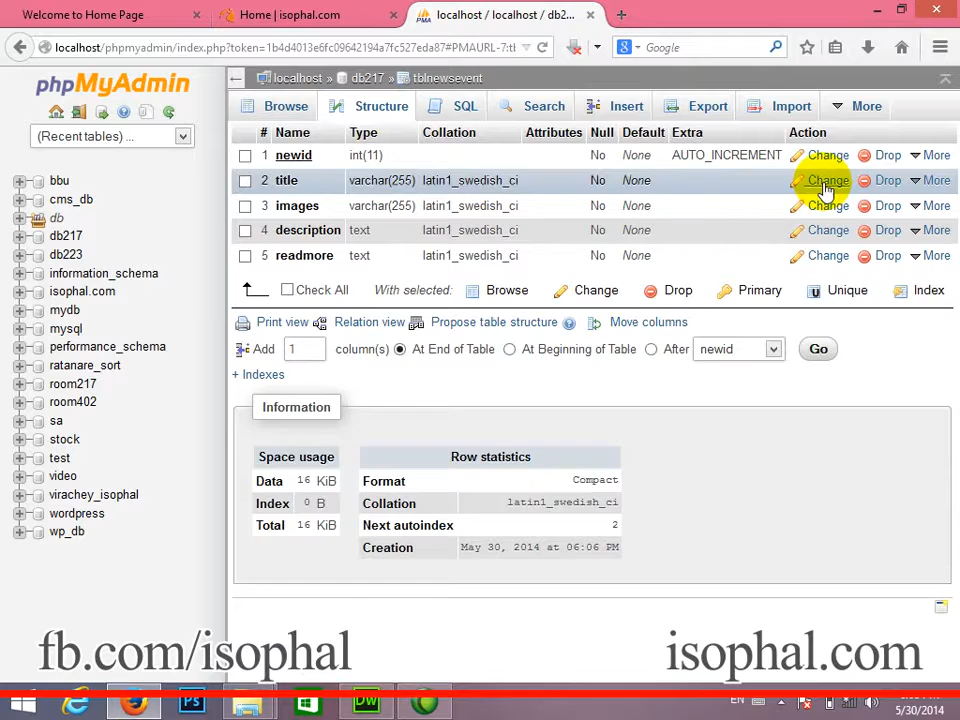 Welcome to Home Page
Home | isophal.com
localhost / localhost / db2...
localhost/phpmyadmin/index.php?token=1b4d4013e6fc09642194a7fc527eda87#PMAURL-7:tb
Google
phpMyAdmin
(Recent tables) ...
bbu
cms_db
db
db217
db223
information_schema
isophal.com
mydb
mysql
performance_schema
ratanare_sort
room217
room402
sa
stock
test
video
virachey_isophal
wordpress
wp_db
localhost » db217 » tblnewsevent
Browse Structure SQL Search Insert Export Import More
# Name Type Collation Attributes Null Default Extra Action
1 newid int(11) No None AUTO_INCREMENT Change Drop More
2 title varchar(255) latin1_swedish_ci No None Change Drop More
3 images varchar(255) latin1_swedish_ci No None Change Drop More
4 description text latin1_swedish_ci No None Change Drop More
5 readmore text latin1_swedish_ci No None Change Drop More
Check All With selected: Browse Change Drop Primary Unique Index
Print view Relation view Propose table structure Move columns
Add 1 column(s) At End of Table At Beginning of Table After newid Go
+ Indexes
Information
Space usage
Data 16 KiB
Index 0 B
Total 16 KiB
Row statistics
Format Compact
Collation latin1_swedish_ci
Next autoindex 2
Creation May 30, 2014 at 06:06 PM
fb.com/isophal
isophal.com
EN
5/30/2014